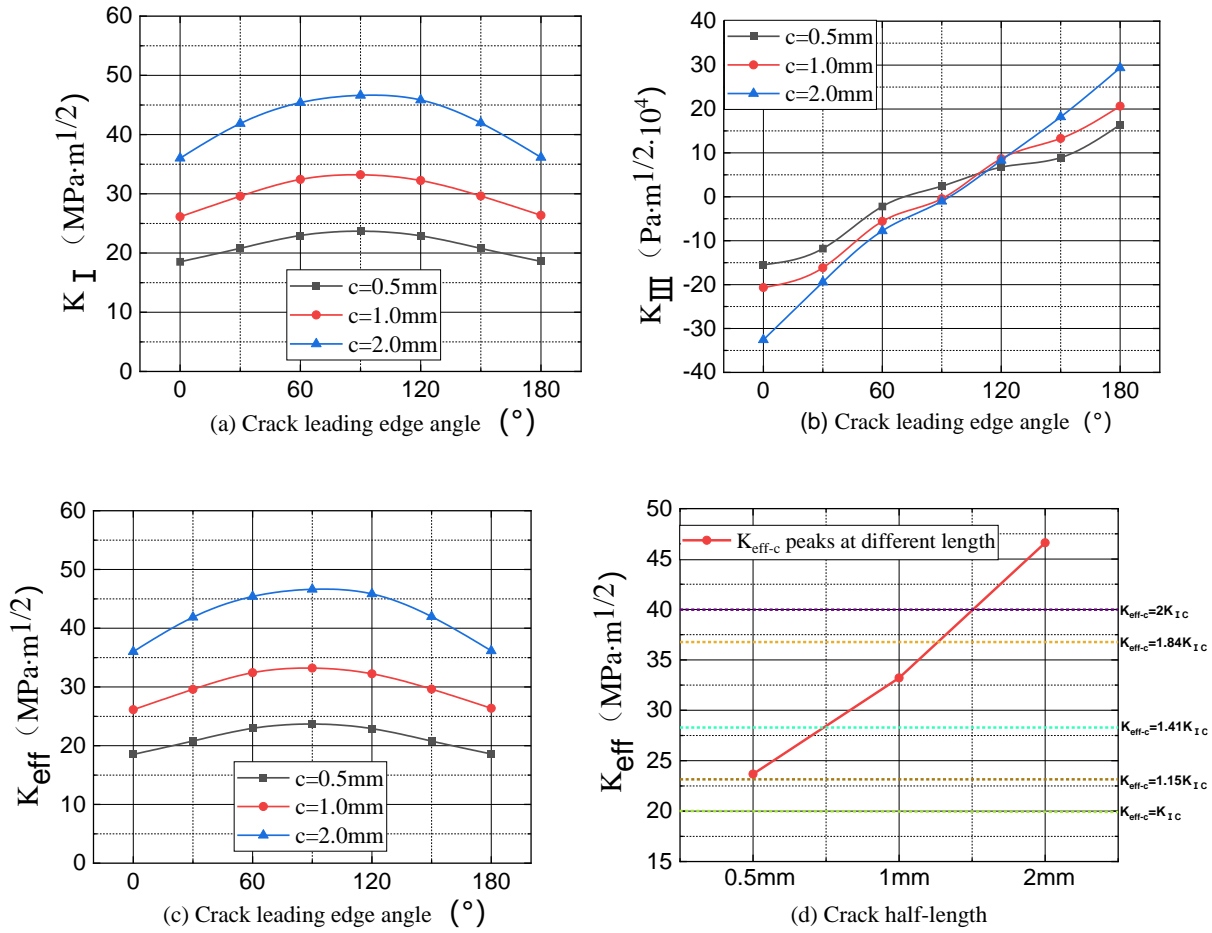 60
50
40
30
20
10
0
K I (MPa·m1/2)
c=0.5mm
c=1.0mm
c=2.0mm
0 60 120 180
(a) Crack leading edge angle (°)
40
30
20
10
0
-10
-20
-30
-40
KIII (Pa·m1/2.104)
c=0.5mm
c=1.0mm
c=2.0mm
0 60 120 180
(b) Crack leading edge angle (°)
60
50
40
30
20
10
0
Keff (MPa·m1/2)
c=0.5mm
c=1.0mm
c=2.0mm
0 60 120 180
(c) Crack leading edge angle (°)
50
45
40
35
30
25
20
15
Keff (MPa·m1/2)
Keff-c peaks at different length
Keff-c=2KIC
Keff-c=1.84KIC
Keff-c=1.41KIC
Keff-c=1.15KIC
Keff-c=KIC
0.5mm 1mm 2mm
(d) Crack half-length